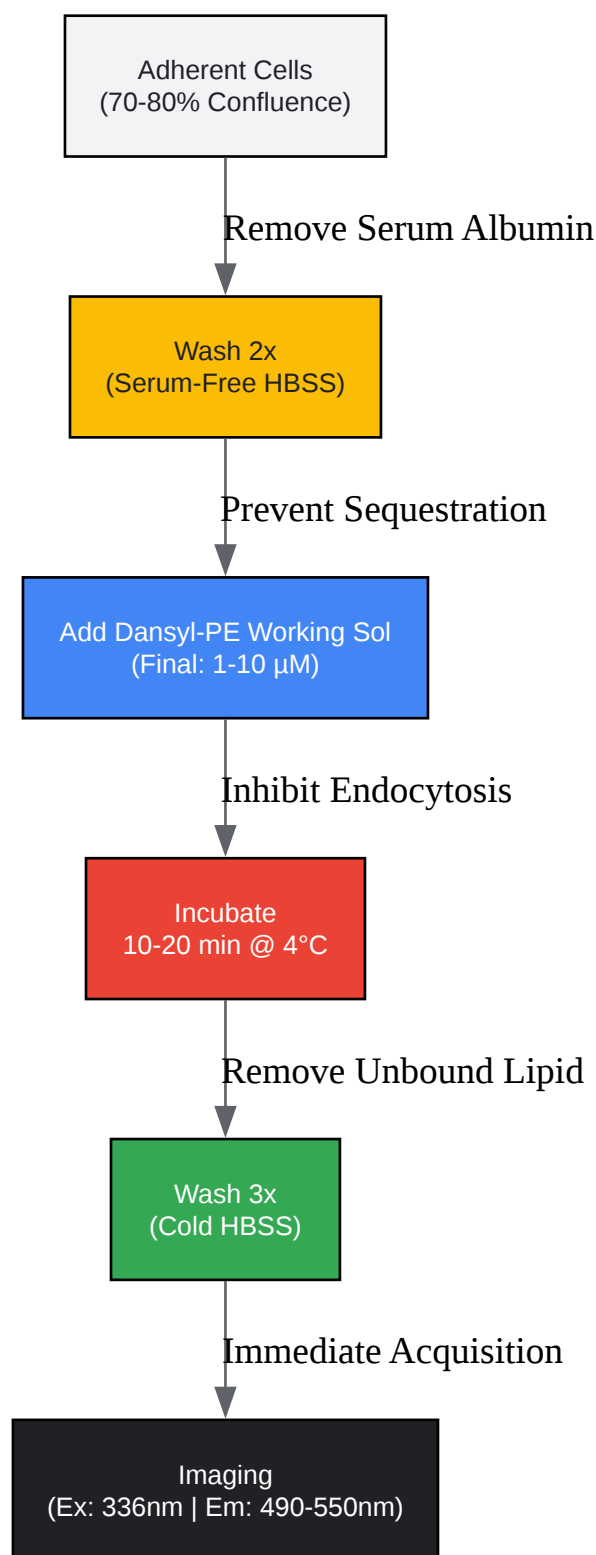 Adherent Cells
(70-80% Confluence)
Remove Serum Albumin
Wash 2x
(Serum-Free HBSS)
Prevent Sequestration
Add Dansyl-PE Working Sol
(Final: 1-10 µM)
Inhibit Endocytosis
Incubate
10-20 min @ 4°C
Remove Unbound Lipid
Wash 3x
(Cold HBSS)
Immediate Acquisition
Imaging
(Ex: 336nm | Em: 490-550nm)